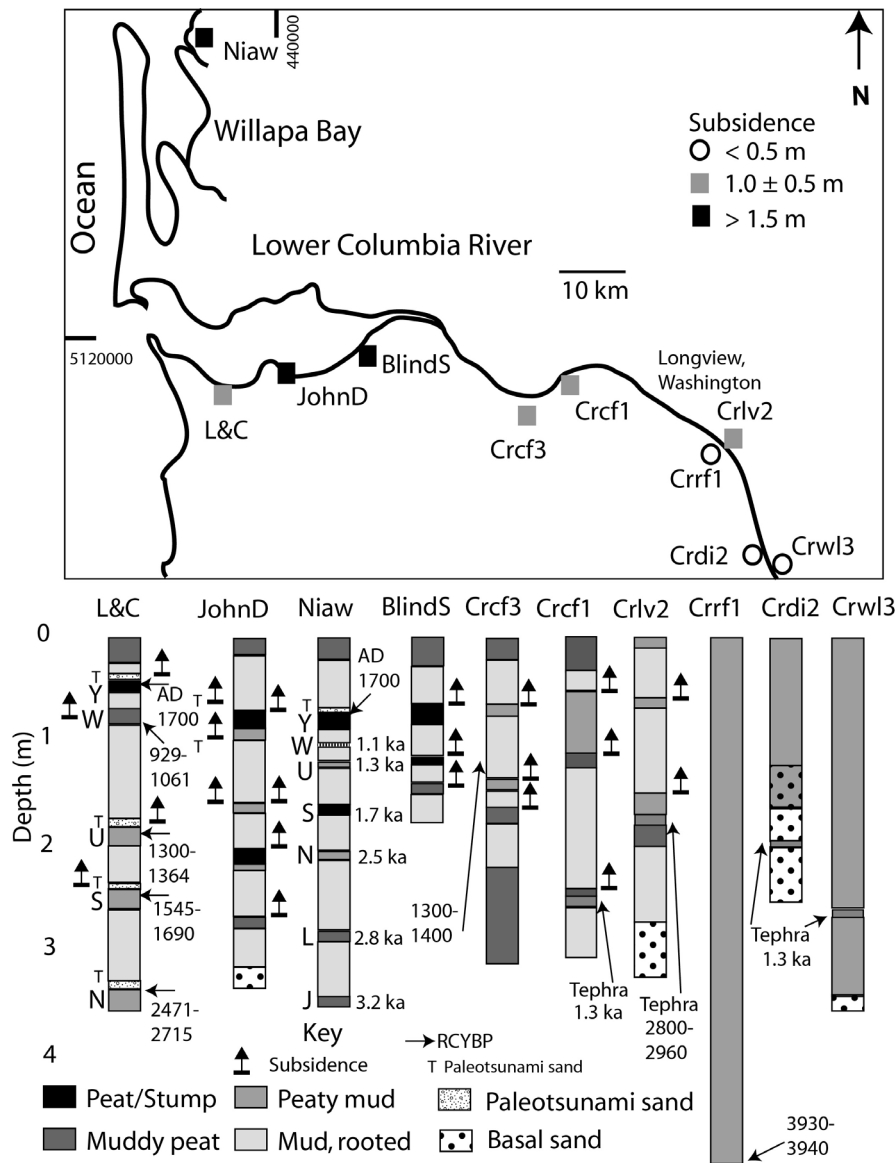 Niaw
440000
N
Willapa Bay
Subsidence
< 0.5 m
1.0 ± 0.5 m
> 1.5 m
Ocean
Lower Columbia River
10 km
5120000
BlindS
JohnD
L&C
Longview,
Washington
Crcf1
Crlv2
Crcf3
Crrf1
Crdi2
Crwl3
L&C
JohnD
Niaw
BlindS
Crcf3
Crcf1
Crlv2
Crrf1
Crdi2
Crwl3
Depth (m)
0
1
2
3
4
T
Y
W
T
U
T
S
T
N
AD
1700
929-
1061
1300-
1364
1545-
1690
2471-
2715
T
T
T
Y
W
U
S
N
L
J
AD
1700
1.1 ka
1.3 ka
1.7 ka
2.5 ka
2.8 ka
3.2 ka
1300-
1400
Tephra
1.3 ka
Tephra
2800-
2960
Tephra
1.3 ka
3930-
3940
Key
RCYBP
Subsidence
T Paleotsunami sand
Peat/Stump
Peaty mud
Paleotsunami sand
Muddy peat
Mud, rooted
Basal sand